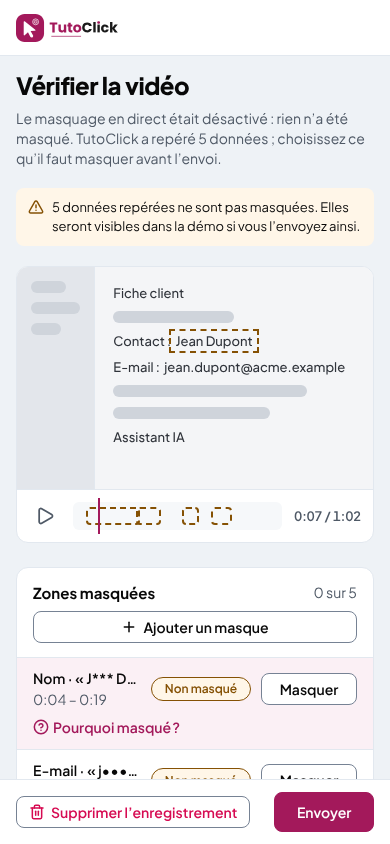 TutoClick
Vérifier la vidéo
Le masquage en direct était désactivé : rien n’a été
masqué. TutoClick a repéré 5 données ; choisissez ce
qu’il faut masquer avant l’envoi.
5 données repérées ne sont pas masquées. Elles
seront visibles dans la démo si vous l’envoyez ainsi.
Fiche client
Contact : Jean Dupont
E-mail : jean.dupont@acme.example
Assistant IA
0:07 / 1:02
Zones masquées 0 sur 5
+ Ajouter un masque
Nom · « J*** D… Non masqué Masquer
0:04 – 0:19
Pourquoi masqué ?
E-mail · « j•••… Non masqué Masquer
Supprimer l’enregistrement Envoyer